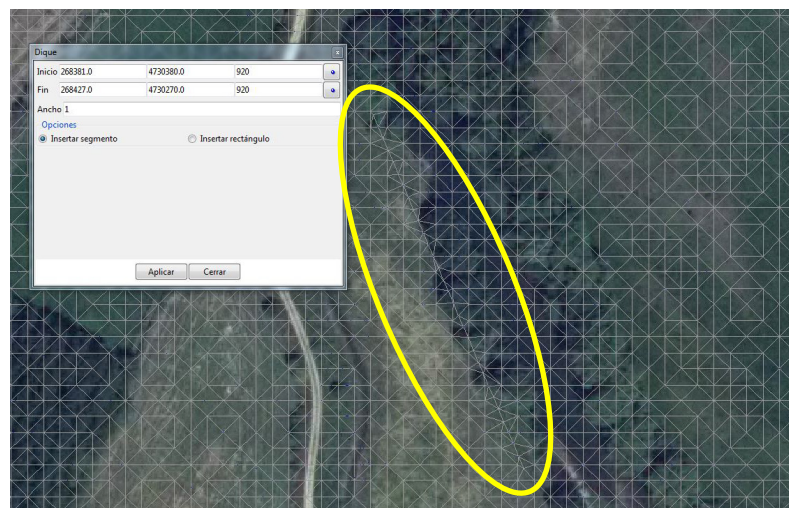 Dique x
Inicio 268381.0 4730380.0 920
Fin 268427.0 4730270.0 920
Ancho 1
Opciones
Insertar segmento Insertar rectángulo
Aplicar Cerrar